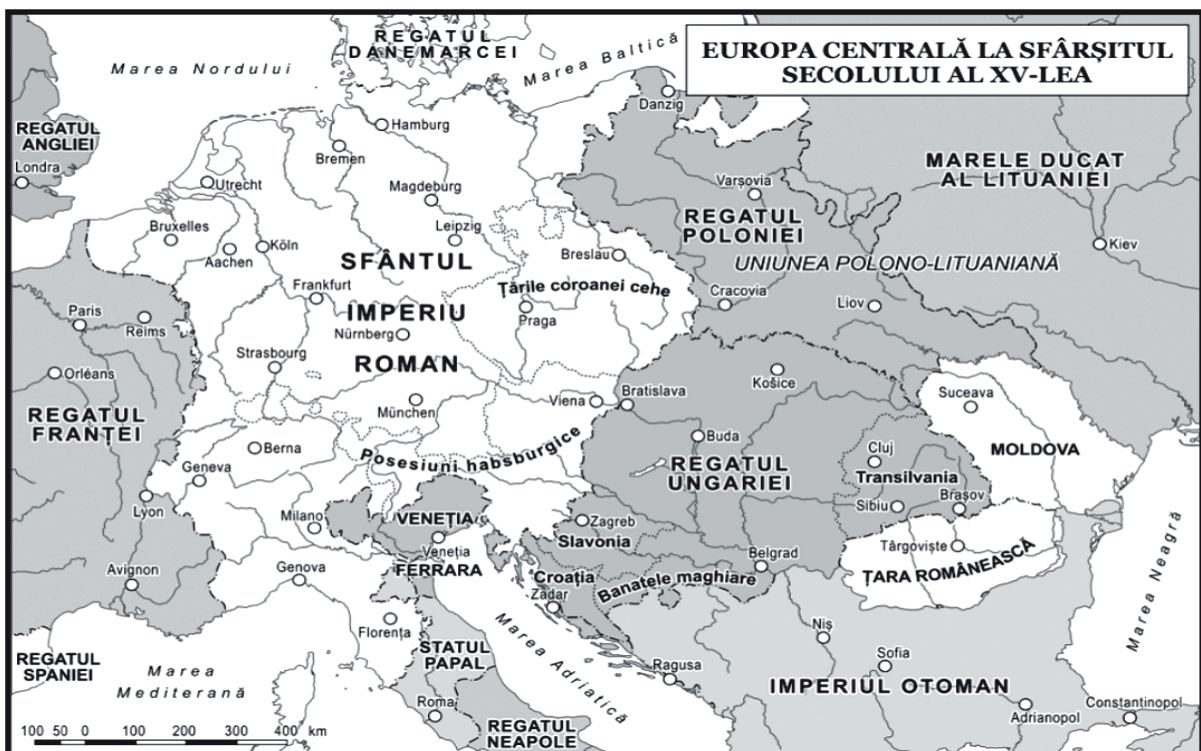 EUROPA CENTRALĂ LA SFÂRȘITUL
SECOLULUI AL XV-LEA
REGATUL
DANEMARCEI
Marea Nordului
Marea Baltică
Danzig
Hamburg
REGATUL
ANGLIEI
Bremen
MARELE DUCAT
AL LITUANIEI
Londra
Utrecht
Magdeburg
Varșovia
Bruxelles
Leipzig
REGATUL
POLONIEI
Köln
Aachen
Breslau
Kiev
SFÂNTUL
IMPERIU
ROMAN
UNIUNEA POLONO-LITUANIANĂ
Frankfurt
Țările coroanei cehe
Cracovia
Liov
Paris
Reims
Praga
Nürnberg
Strasbourg
Orléans
Košice
Suceava
München
Viena
Bratislava
REGATUL
FRANȚEI
Buda
Cluj
MOLDOVA
Berna
Posesiuni habsburgice
REGATUL
UNGARIEI
Transilvania
Geneva
Lyon
Sibiu
Brașov
Milano
VENEȚIA
Zagreb
Slavonia
Veneția
Târgoviște
ȚARA ROMÂNEASCĂ
Belgrad
Avignon
Genova
FERRARA
Croația
Banatele maghiare
Zadar
Marea Neagră
Florența
Marea Adriatică
Niș
STATUL
PAPAL
REGATUL
SPANIEI
Marea
Mediterană
Ragusa
Sofia
IMPERIUL OTOMAN
Roma
Adrianopol
Constantinopol
REGATUL
NEAPOLE
100 50 0 100 200 300 400 km